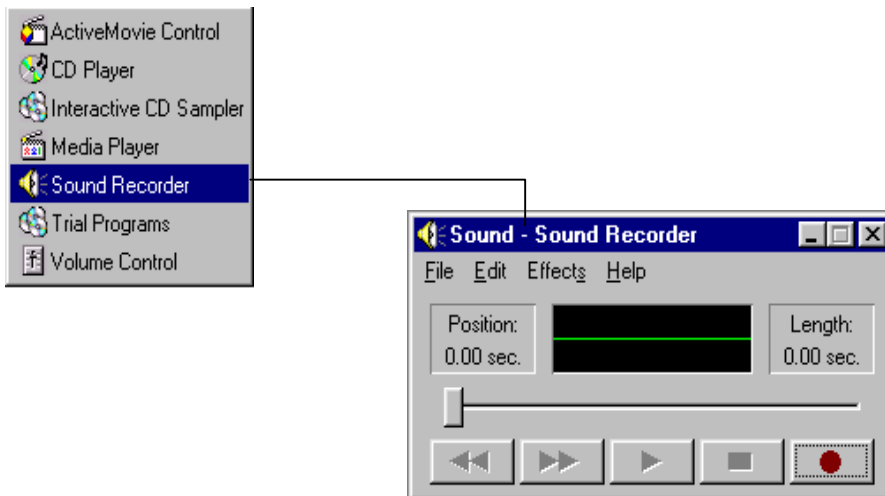 ActiveMovie Control
CD Player
Interactive CD Sampler
Media Player
Sound Recorder
Trial Programs
Volume Control
Sound - Sound Recorder
File Edit Effects Help
Position:
0.00 sec.
Length:
0.00 sec.